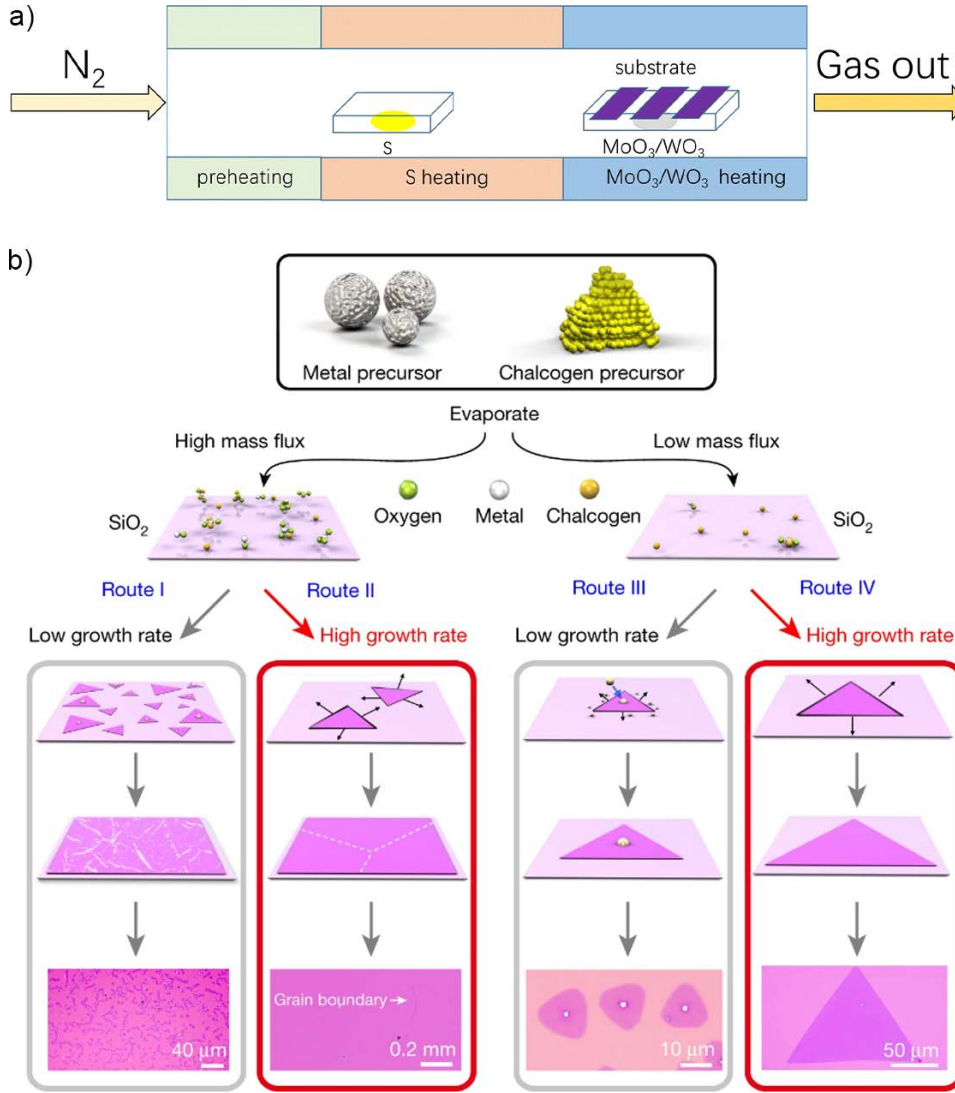 a)
N₂
Gas out
substrate
S
MoO₃/WO₃
preheating
S heating
MoO₃/WO₃ heating
b)
Metal precursor
Chalcogen precursor
Evaporate
High mass flux
Low mass flux
SiO₂
Oxygen
Metal
Chalcogen
SiO₂
Route I
Route II
Route III
Route IV
Low growth rate
High growth rate
Low growth rate
High growth rate
Grain boundary
40 μm
0.2 mm
10 μm
50 μm